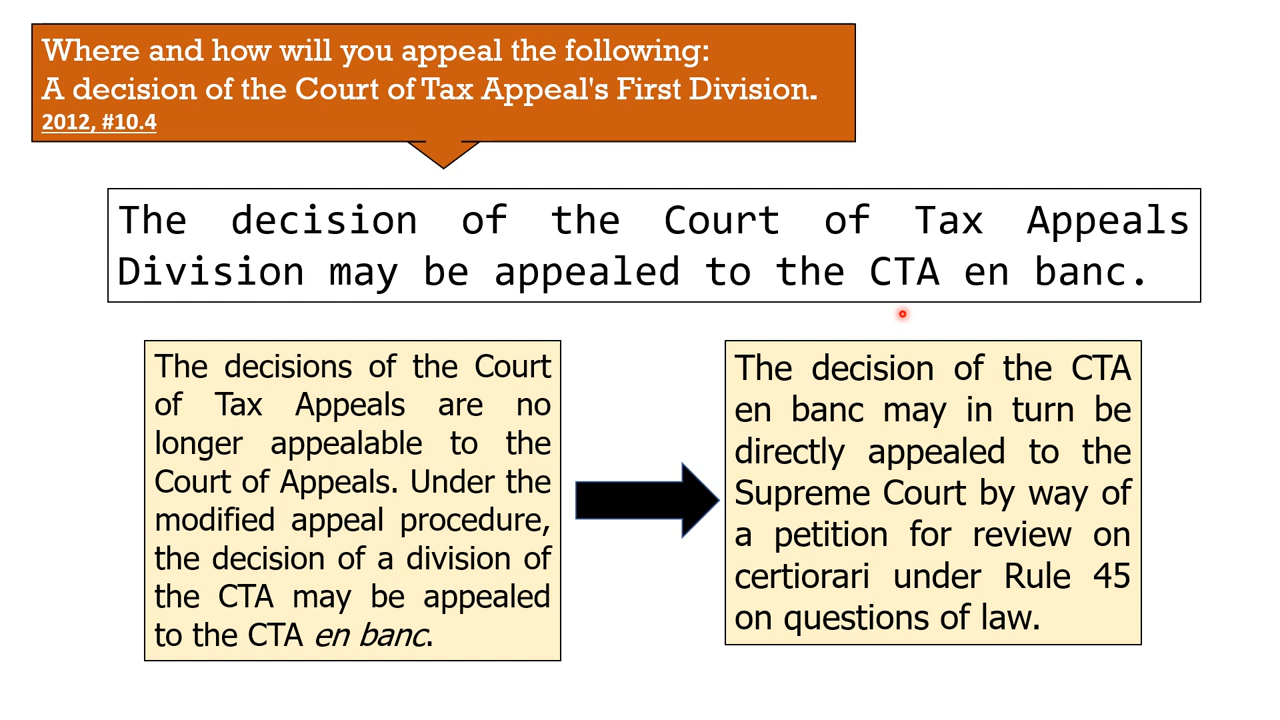 Where and how will you appeal the following:
A decision of the Court of Tax Appeal's First Division.
2012, #10.4
The decision of the Court of Tax Appeals
Division may be appealed to the CTA en banc.
The decisions of the Court
of Tax Appeals are no
longer appealable to the
Court of Appeals. Under the
modified appeal procedure,
the decision of a division of
the CTA may be appealed
to the CTA en banc.
The decision of the CTA
en banc may in turn be
directly appealed to the
Supreme Court by way of
a petition for review on
certiorari under Rule 45
on questions of law.